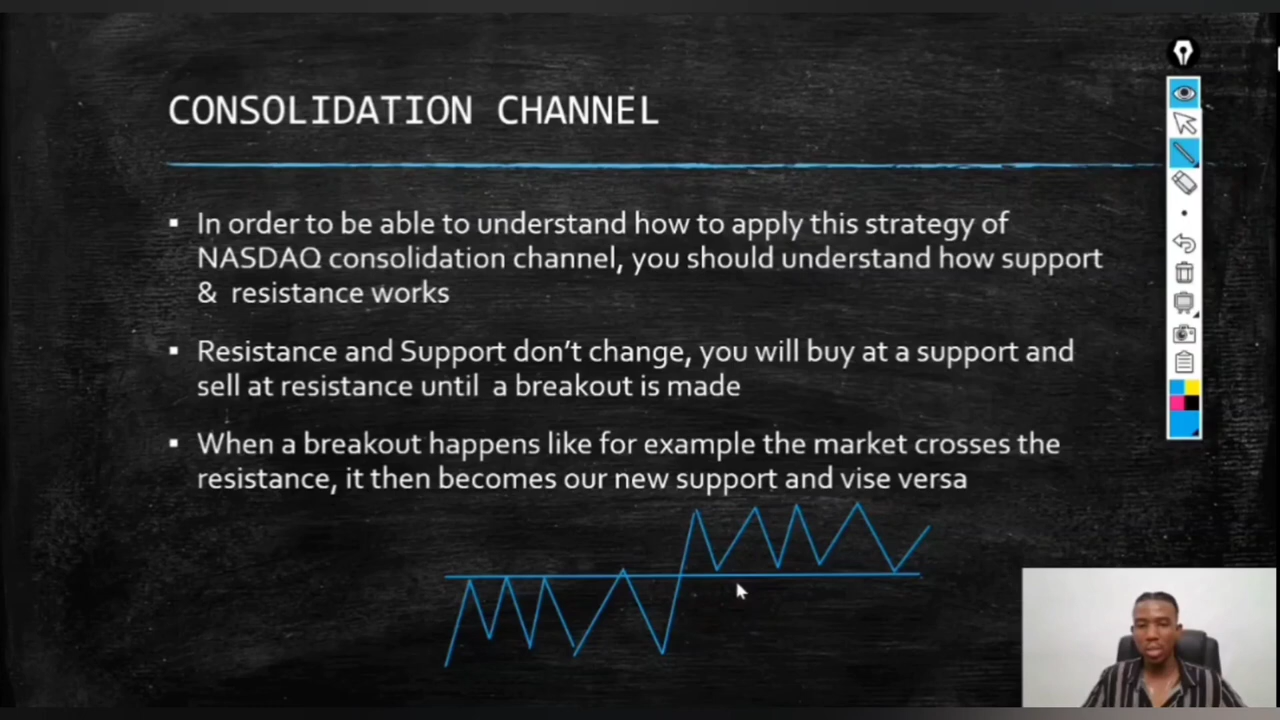 CONSOLIDATION CHANNEL
▪ In order to be able to understand how to apply this strategy of
NASDAQ consolidation channel, you should understand how support
& resistance works
▪ Resistance and Support don't change, you will buy at a support and
sell at resistance until a breakout is made
▪ When a breakout happens like for example the market crosses the
resistance, it then becomes our new support and vise versa